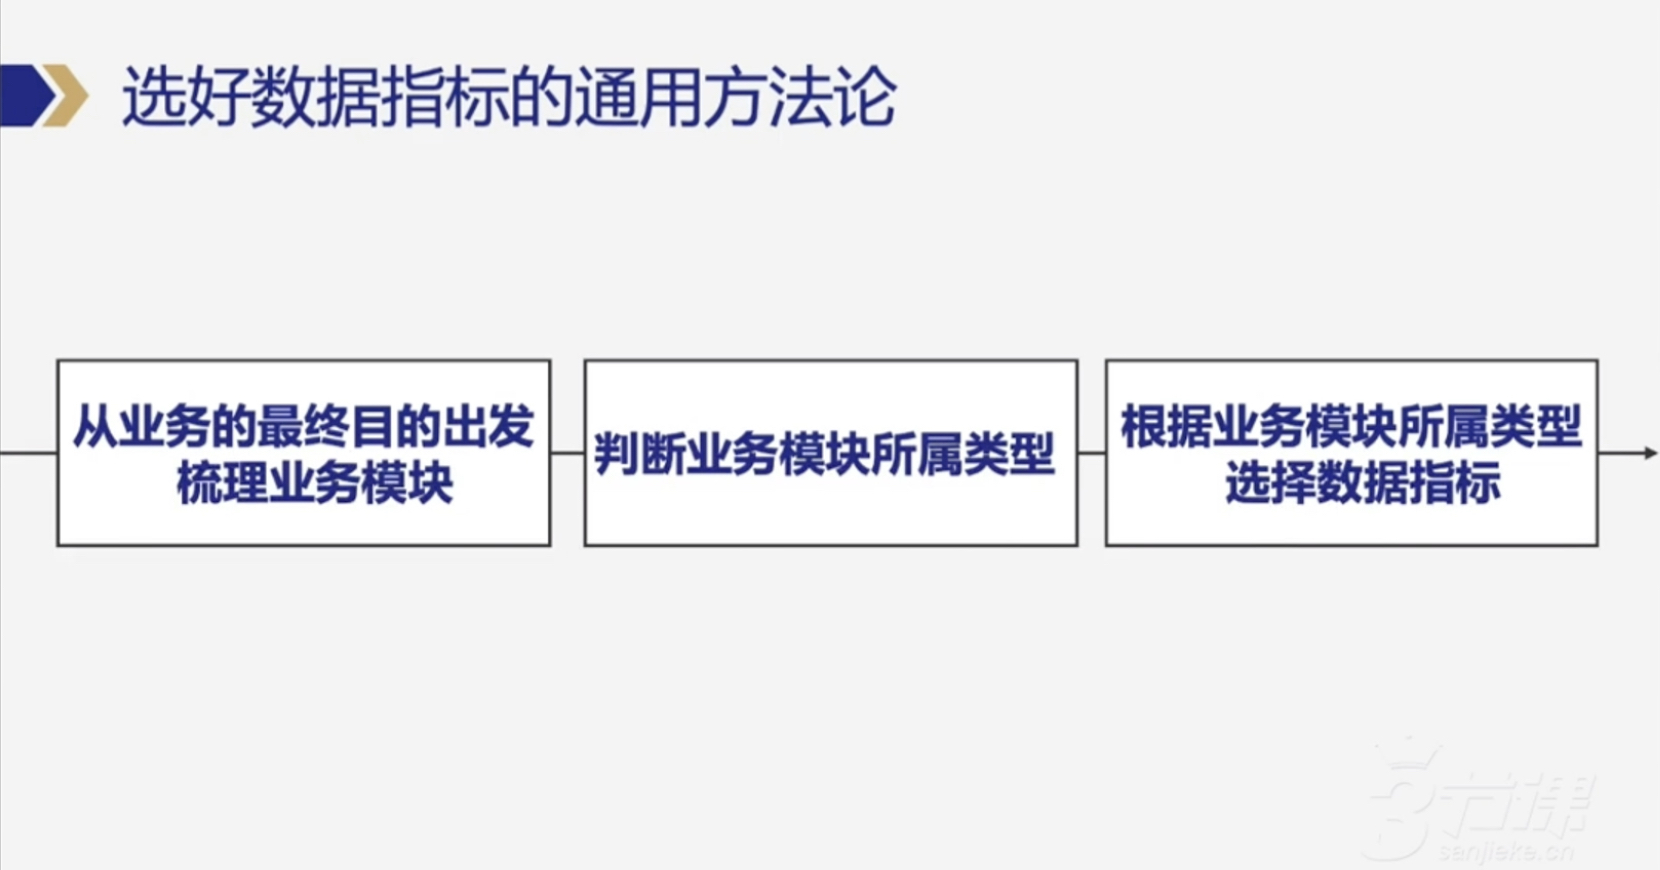 选好数据指标的通用方法论
从业务的最终目的出发
梳理业务模块
判断业务模块所属类型
根据业务模块所属类型
选择数据指标
3节课
sanjieke.cn